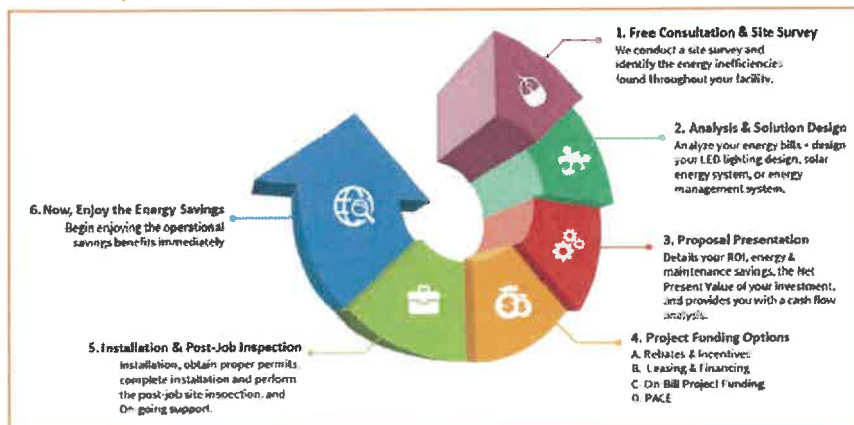 1. Free Consultation & Site Survey
We conduct a site survey and
identify the energy inefficiencies
found throughout your facility.
2. Analysis & Solution Design
Analyze your energy bills + design
your LED lighting design, solar
energy system, or energy
management system.
3. Proposal Presentation
Details your ROI, energy &
maintenance savings, the Net
Present Value of your investment,
and provides you with a cash flow
analysis.
4. Project Funding Options
A. Rebates & Incentives
B. Leasing & Financing
C. On Bill Project Funding
D. PACE
5. Installation & Post-Job Inspection
Installation, obtain proper permits,
complete installation and perform
the post-job site inspection, and
On-going support.
6. Now, Enjoy the Energy Savings
Begin enjoying the operational
savings benefits immediately